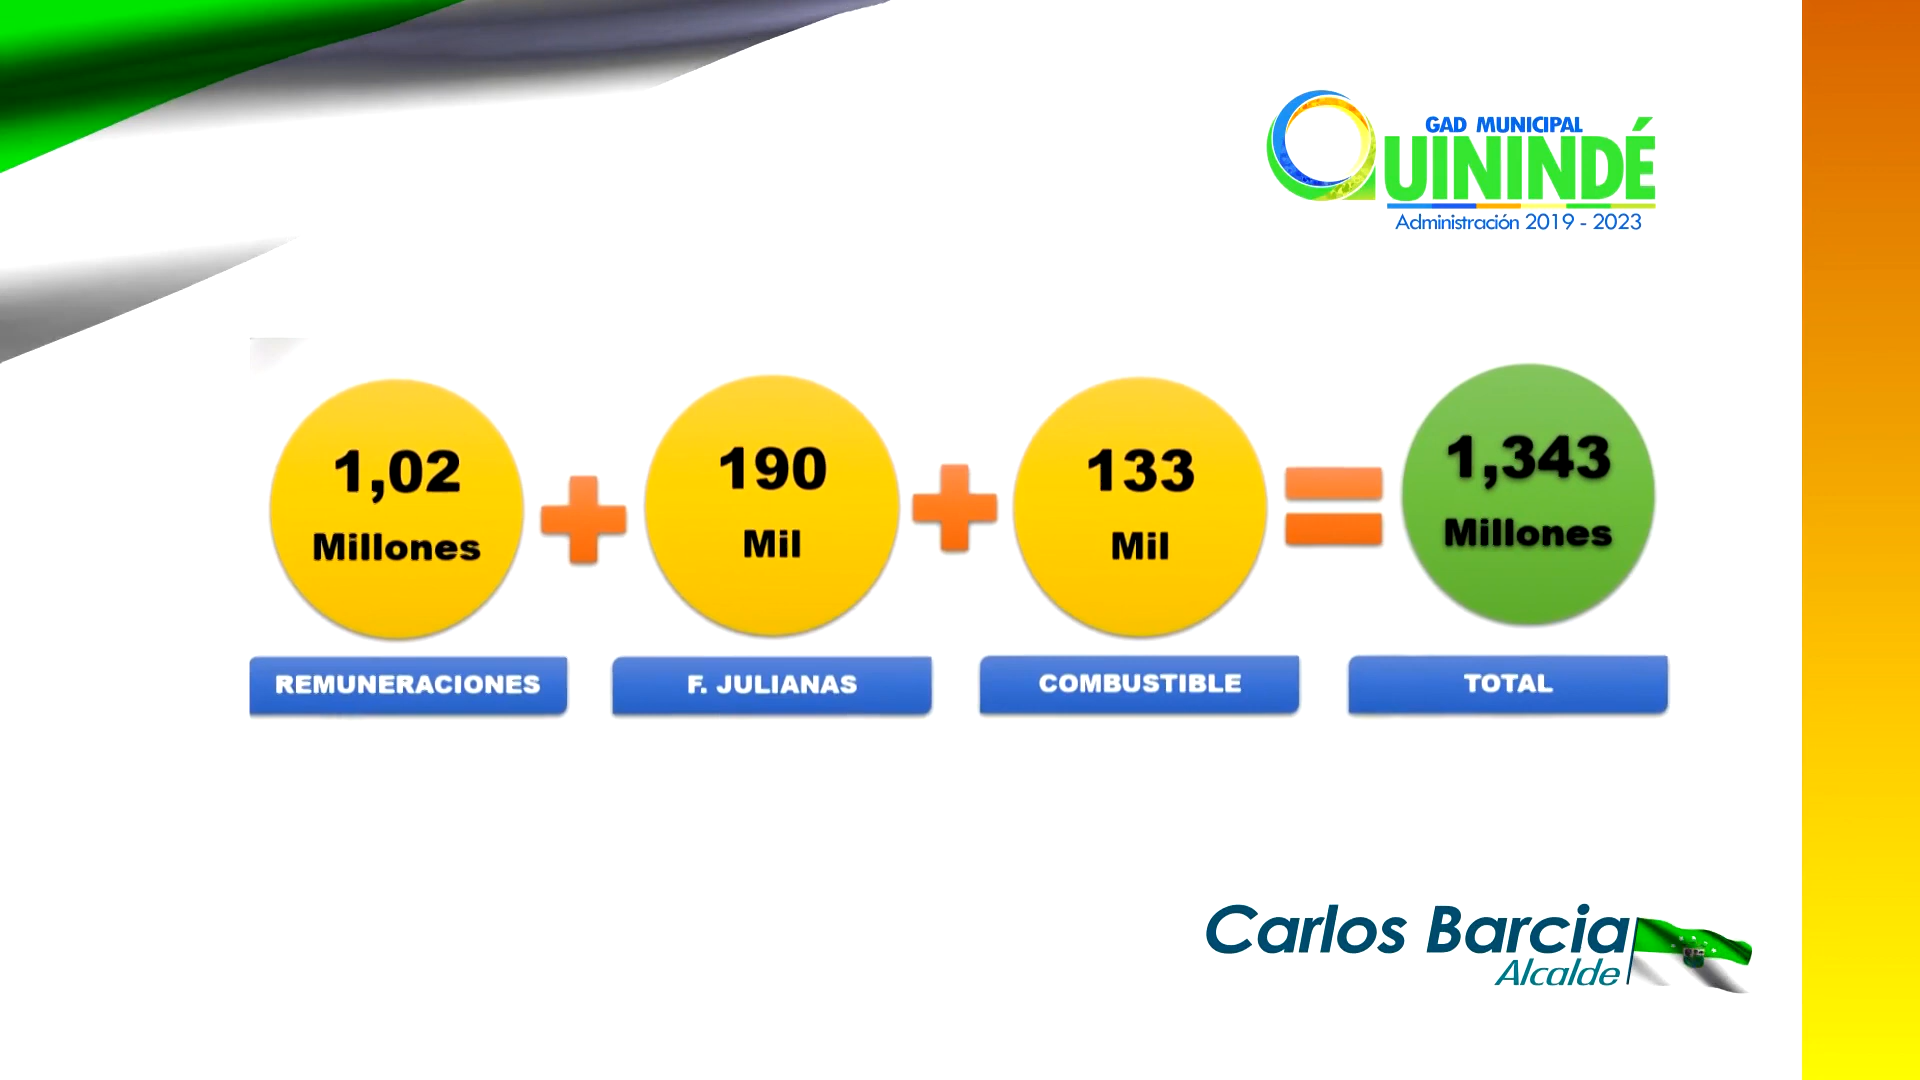 GAD MUNICIPAL
QUININDÉ
Administración 2019 - 2023
1,02
Millones
190
Mil
133
Mil
1,343
Millones
REMUNERACIONES
F. JULIANAS
COMBUSTIBLE
TOTAL
Carlos Barcia
Alcalde